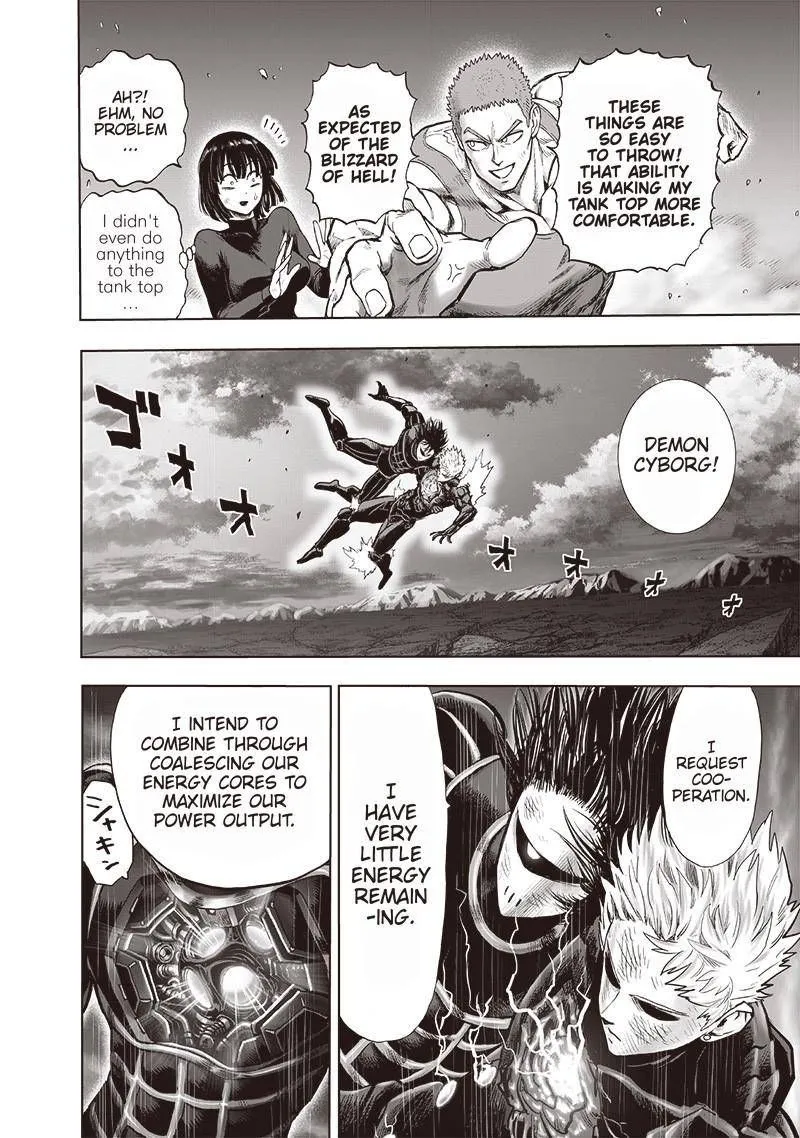 THESE
THINGS ARE
SO EASY
TO THROW!
THAT ABILITY
IS MAKING MY
TANK TOP MORE
COMFORTABLE.
AS
EXPECTED
OF THE
BLIZZARD
OF HELL!
AH?!
EHM, NO
PROBLEM
...
I didn't
even do
anything
to the
tank top
...
DEMON
CYBORG!
ズオオオオオ
I
REQUEST
COO-
PERATION.
I
HAVE
VERY
LITTLE
ENERGY
REMAIN
-ING.
I INTEND TO
COMBINE THROUGH
COALESCING OUR
ENERGY CORES TO
MAXIMIZE OUR
POWER OUTPUT.
シャキン